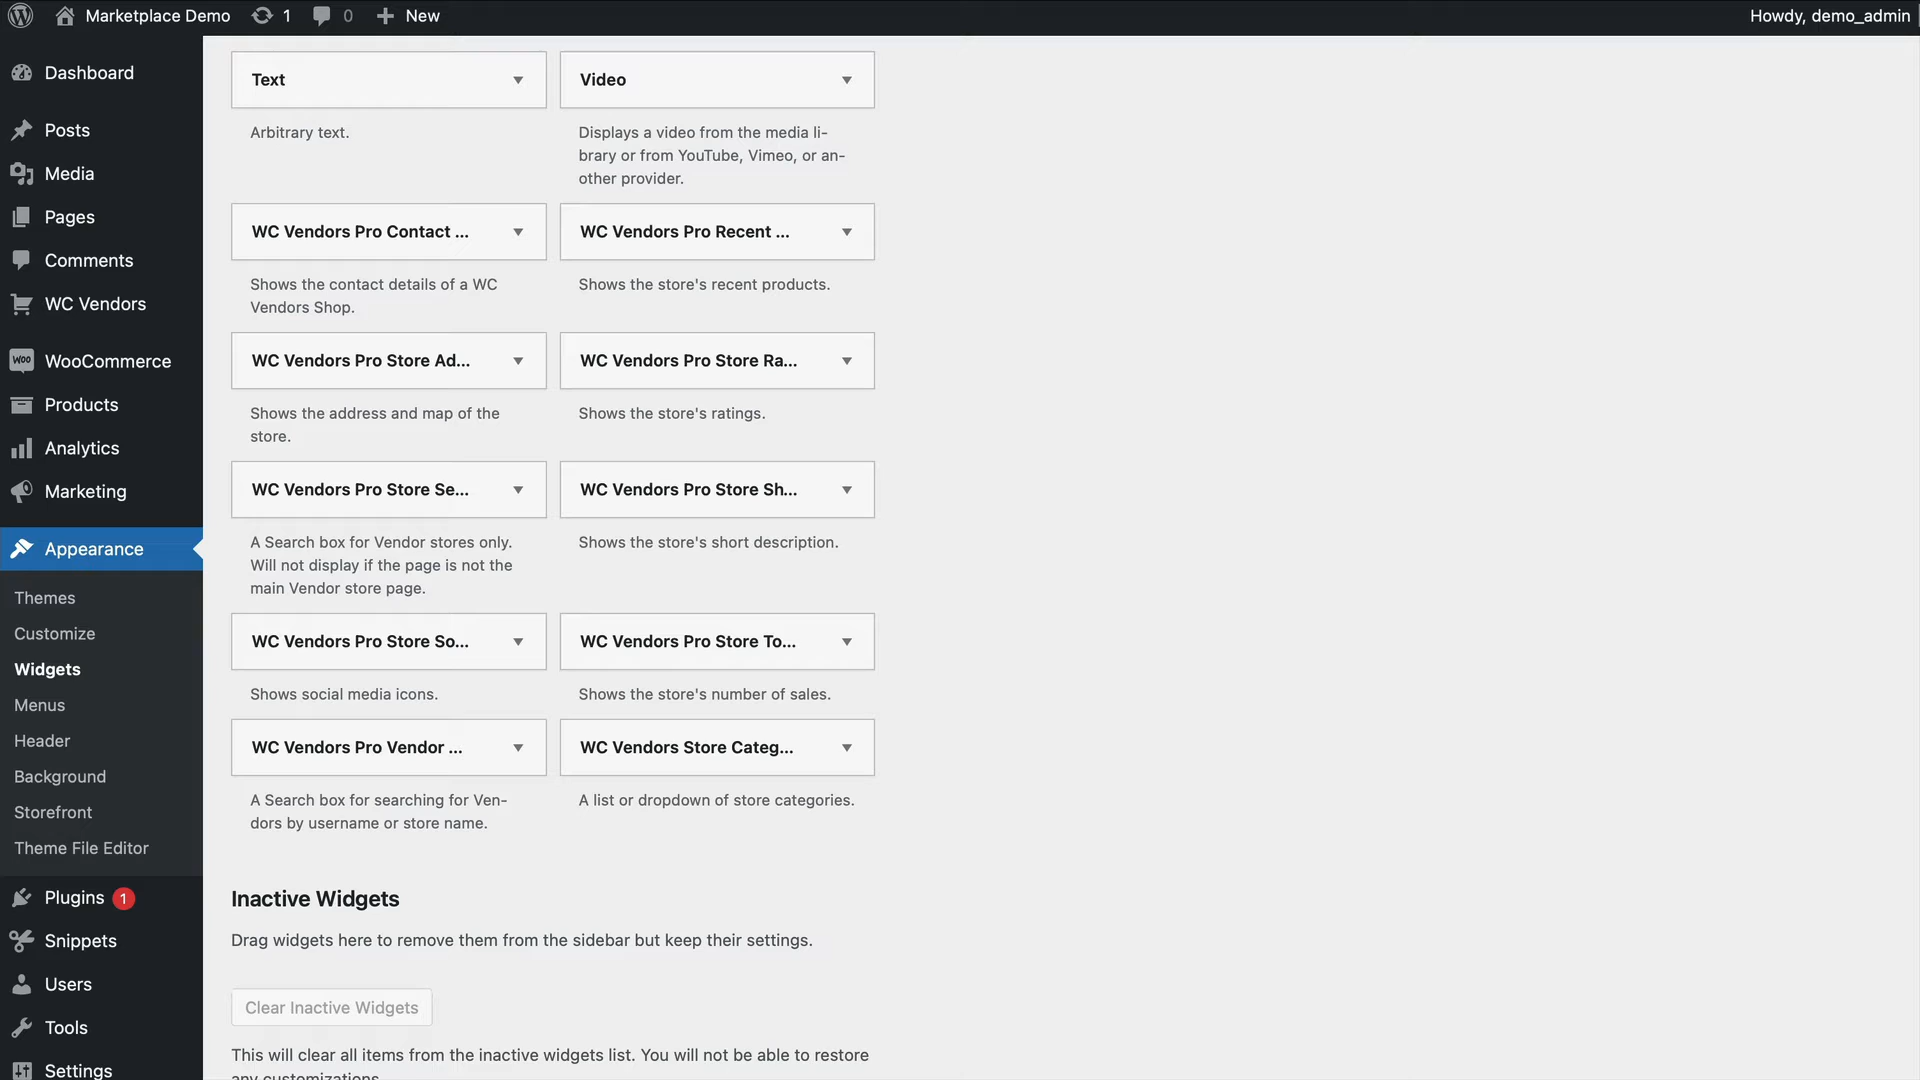 Marketplace Demo
1
0
New
Howdy, demo_admin
Dashboard
Posts
Media
Pages
Comments
WC Vendors
WOO
WooCommerce
Products
Analytics
Marketing
Appearance
Themes
Customize
Widgets
Menus
Header
Background
Storefront
Theme File Editor
Plugins 1
Snippets
Users
Tools
Settings
Text
Arbitrary text.
Video
Displays a video from the media li-
brary or from YouTube, Vimeo, or an-
other provider.
WC Vendors Pro Contact ...
Shows the contact details of a WC
Vendors Shop.
WC Vendors Pro Recent ...
Shows the store's recent products.
WC Vendors Pro Store Ad...
Shows the address and map of the
store.
WC Vendors Pro Store Ra...
Shows the store's ratings.
WC Vendors Pro Store Se...
A Search box for Vendor stores only.
Will not display if the page is not the
main Vendor store page.
WC Vendors Pro Store Sh...
Shows the store's short description.
WC Vendors Pro Store So...
Shows social media icons.
WC Vendors Pro Store To...
Shows the store's number of sales.
WC Vendors Pro Vendor ...
A Search box for searching for Ven-
dors by username or store name.
WC Vendors Store Categ...
A list or dropdown of store categories.
Inactive Widgets
Drag widgets here to remove them from the sidebar but keep their settings.
Clear Inactive Widgets
This will clear all items from the inactive widgets list. You will not be able to restore
any customizations.